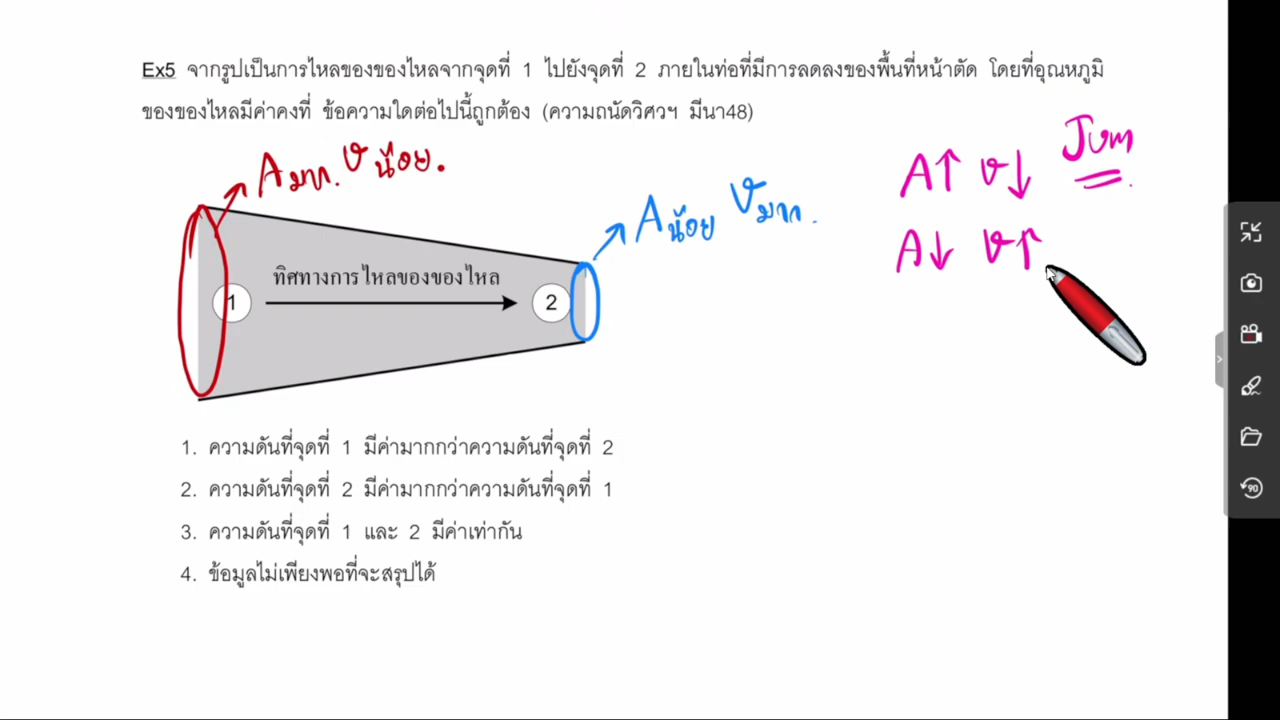 Ex5 จากรูปเป็นการไหลของของไหลจากจุดที่ 1 ไปยังจุดที่ 2 ภายในท่อที่มีการลดลงของพื้นที่หน้าตัด โดยที่อุณหภูมิ
ของของไหลมีค่าคงที่ ข้อความใดต่อไปนี้ถูกต้อง (ความถนัดวิศวฯ มีนา48)
A มาก. v น้อย.
A น้อย v มาก.
A↑ v↓
A↓ v↑
ทิศทางการไหลของของไหล
1
2
1. ความดันที่จุดที่ 1 มีค่ามากกว่าความดันที่จุดที่ 2
2. ความดันที่จุดที่ 2 มีค่ามากกว่าความดันที่จุดที่ 1
3. ความดันที่จุดที่ 1 และ 2 มีค่าเท่ากัน
4. ข้อมูลไม่เพียงพอที่จะสรุปได้
90